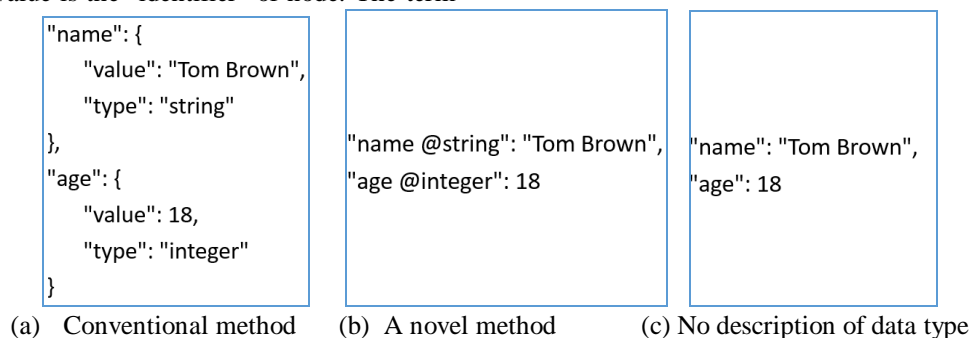 value is the "identifier" of node. The term
"name": {
"value": "Tom Brown",
"type": "string"
},
"age": {
"value": 18,
"type": "integer"
}
"name @string": "Tom Brown",
"age @integer": 18
"name": "Tom Brown",
"age": 18
(a) Conventional method
(b) A novel method
(c) No description of data type